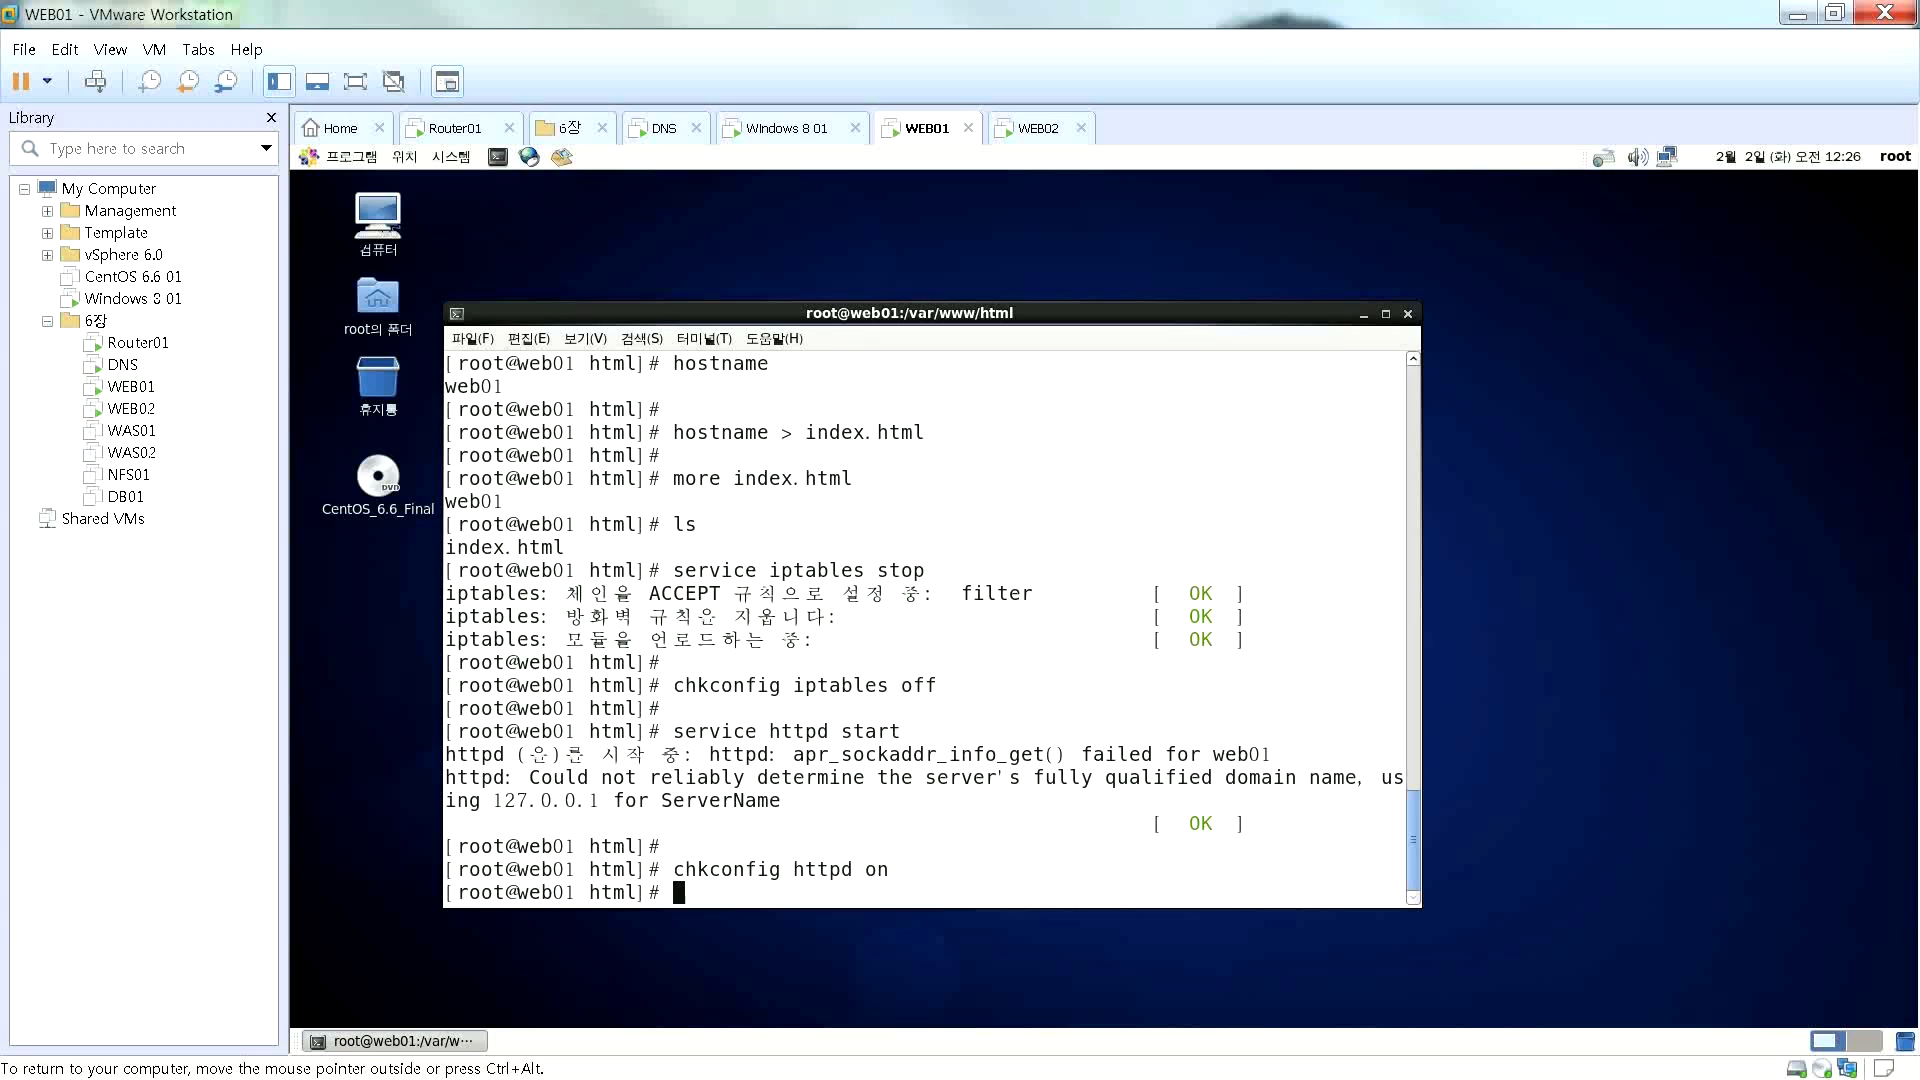 WEB01 - VMware Workstation
File Edit View VM Tabs Help
Library
Type here to search
My Computer
Management
Template
vSphere 6.0
CentOS 6.6 01
Windows 8 01
6장
Router01
DNS
WEB01
WEB02
WAS01
WAS02
NFS01
DB01
Shared VMs
Home Router01 6장 DNS Windows 8 01 WEB01 WEB02
프로그램 위치 시스템
2월 2일 (화) 오전 12:26 root
컴퓨터
root의 폴더
휴지통
CentOS_6.6_Final
root@web01:/var/www/html
파일(F) 편집(E) 보기(V) 검색(S) 터미널(T) 도움말(H)
[root@web01 html]# hostname
web01
[root@web01 html]#
[root@web01 html]# hostname > index.html
[root@web01 html]#
[root@web01 html]# more index.html
web01
[root@web01 html]# ls
index.html
[root@web01 html]# service iptables stop
iptables: 체인을 ACCEPT 규칙으로 설정 중: filter [ OK ]
iptables: 방화벽 규칙을 지웁니다: [ OK ]
iptables: 모듈을 언로드하는 중: [ OK ]
[root@web01 html]#
[root@web01 html]# chkconfig iptables off
[root@web01 html]#
[root@web01 html]# service httpd start
httpd (을)를 시작 중: httpd: apr_sockaddr_info_get() failed for web01
httpd: Could not reliably determine the server's fully qualified domain name, us
ing 127.0.0.1 for ServerName
[ OK ]
[root@web01 html]#
[root@web01 html]# chkconfig httpd on
[root@web01 html]#
root@web01:/var/w…
To return to your computer, move the mouse pointer outside or press Ctrl+Alt.